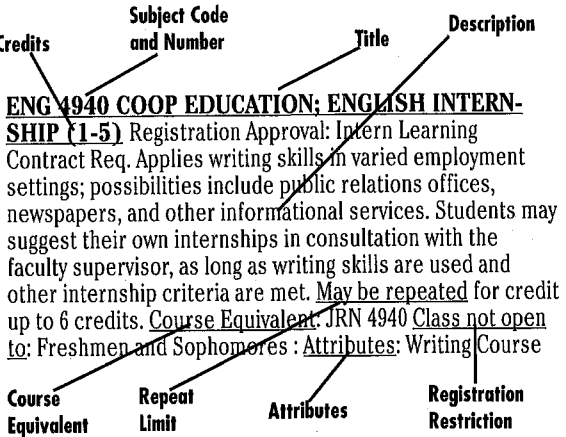 Credits
Subject Code
and Number
Title
Description
ENG 4940 COOP EDUCATION; ENGLISH INTERN-
SHIP (1-5) Registration Approval: Intern Learning
Contract Req. Applies writing skills in varied employment
settings; possibilities include public relations offices,
newspapers, and other informational services. Students may
suggest their own internships in consultation with the
faculty supervisor, as long as writing skills are used and
other internship criteria are met. May be repeated for credit
up to 6 credits. Course Equivalent: JRN 4940 Class not open
to: Freshmen and Sophomores : Attributes: Writing Course
Course
Equivalent
Repeat
Limit
Attributes
Registration
Restriction